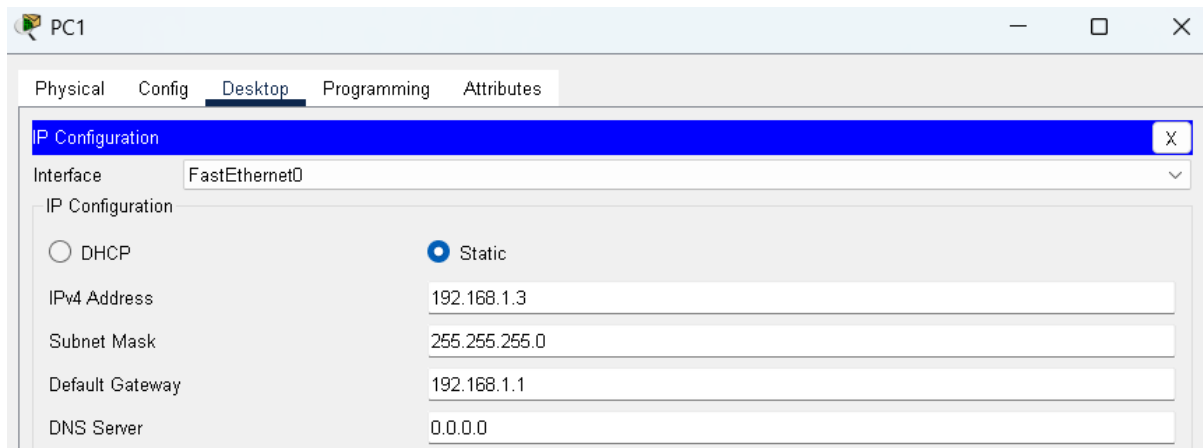 PC1
Physical Config Desktop Programming Attributes
IP Configuration X
Interface FastEthernet0
IP Configuration
DHCP Static
IPv4 Address 192.168.1.3
Subnet Mask 255.255.255.0
Default Gateway 192.168.1.1
DNS Server 0.0.0.0